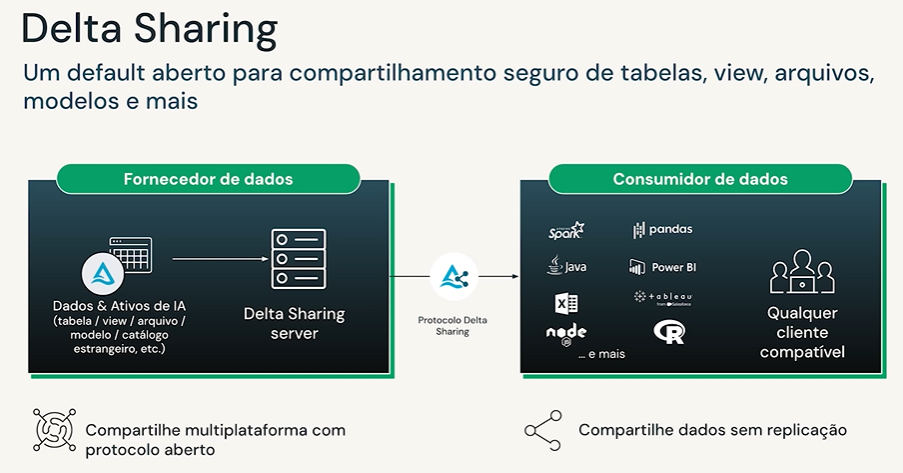 Delta Sharing
Um default aberto para compartilhamento seguro de tabelas, view, arquivos,
modelos e mais
Fornecedor de dados
Dados & Ativos de IA
(tabela / view / arquivo /
modelo / catálogo
estrangeiro, etc.)
Delta Sharing
server
Protocolo Delta
Sharing
Consumidor de dados
Spark
pandas
Java
Power BI
X
+ a b l e a u
from Salesforce
node
JS
R
... e mais
Qualquer
cliente
compatível
Compartilhe multiplataforma com
protocolo aberto
Compartilhe dados sem replicação